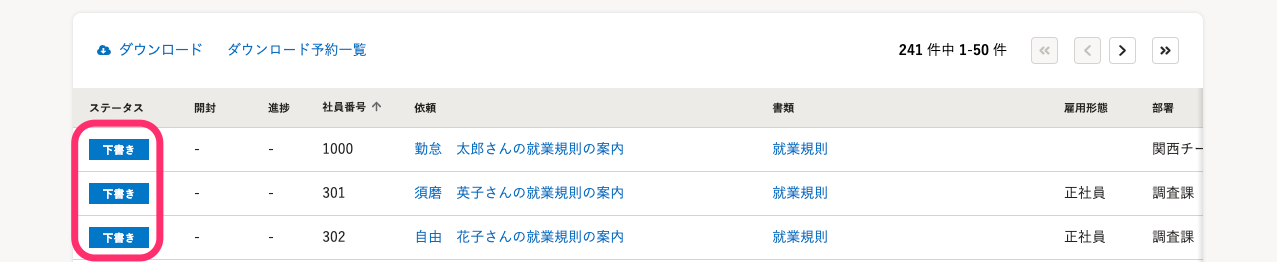 ダウンロード ダウンロード予約一覧 241 件中 1-50 件
ステータス 開封 進捗 社員番号 依頼 書類 雇用形態 部署
下書き - - 1000 勤怠 太郎さんの就業規則の案内 就業規則 関西チー
下書き - - 301 須磨 英子さんの就業規則の案内 就業規則 正社員 調査課
下書き - - 302 自由 花子さんの就業規則の案内 就業規則 正社員 調査課